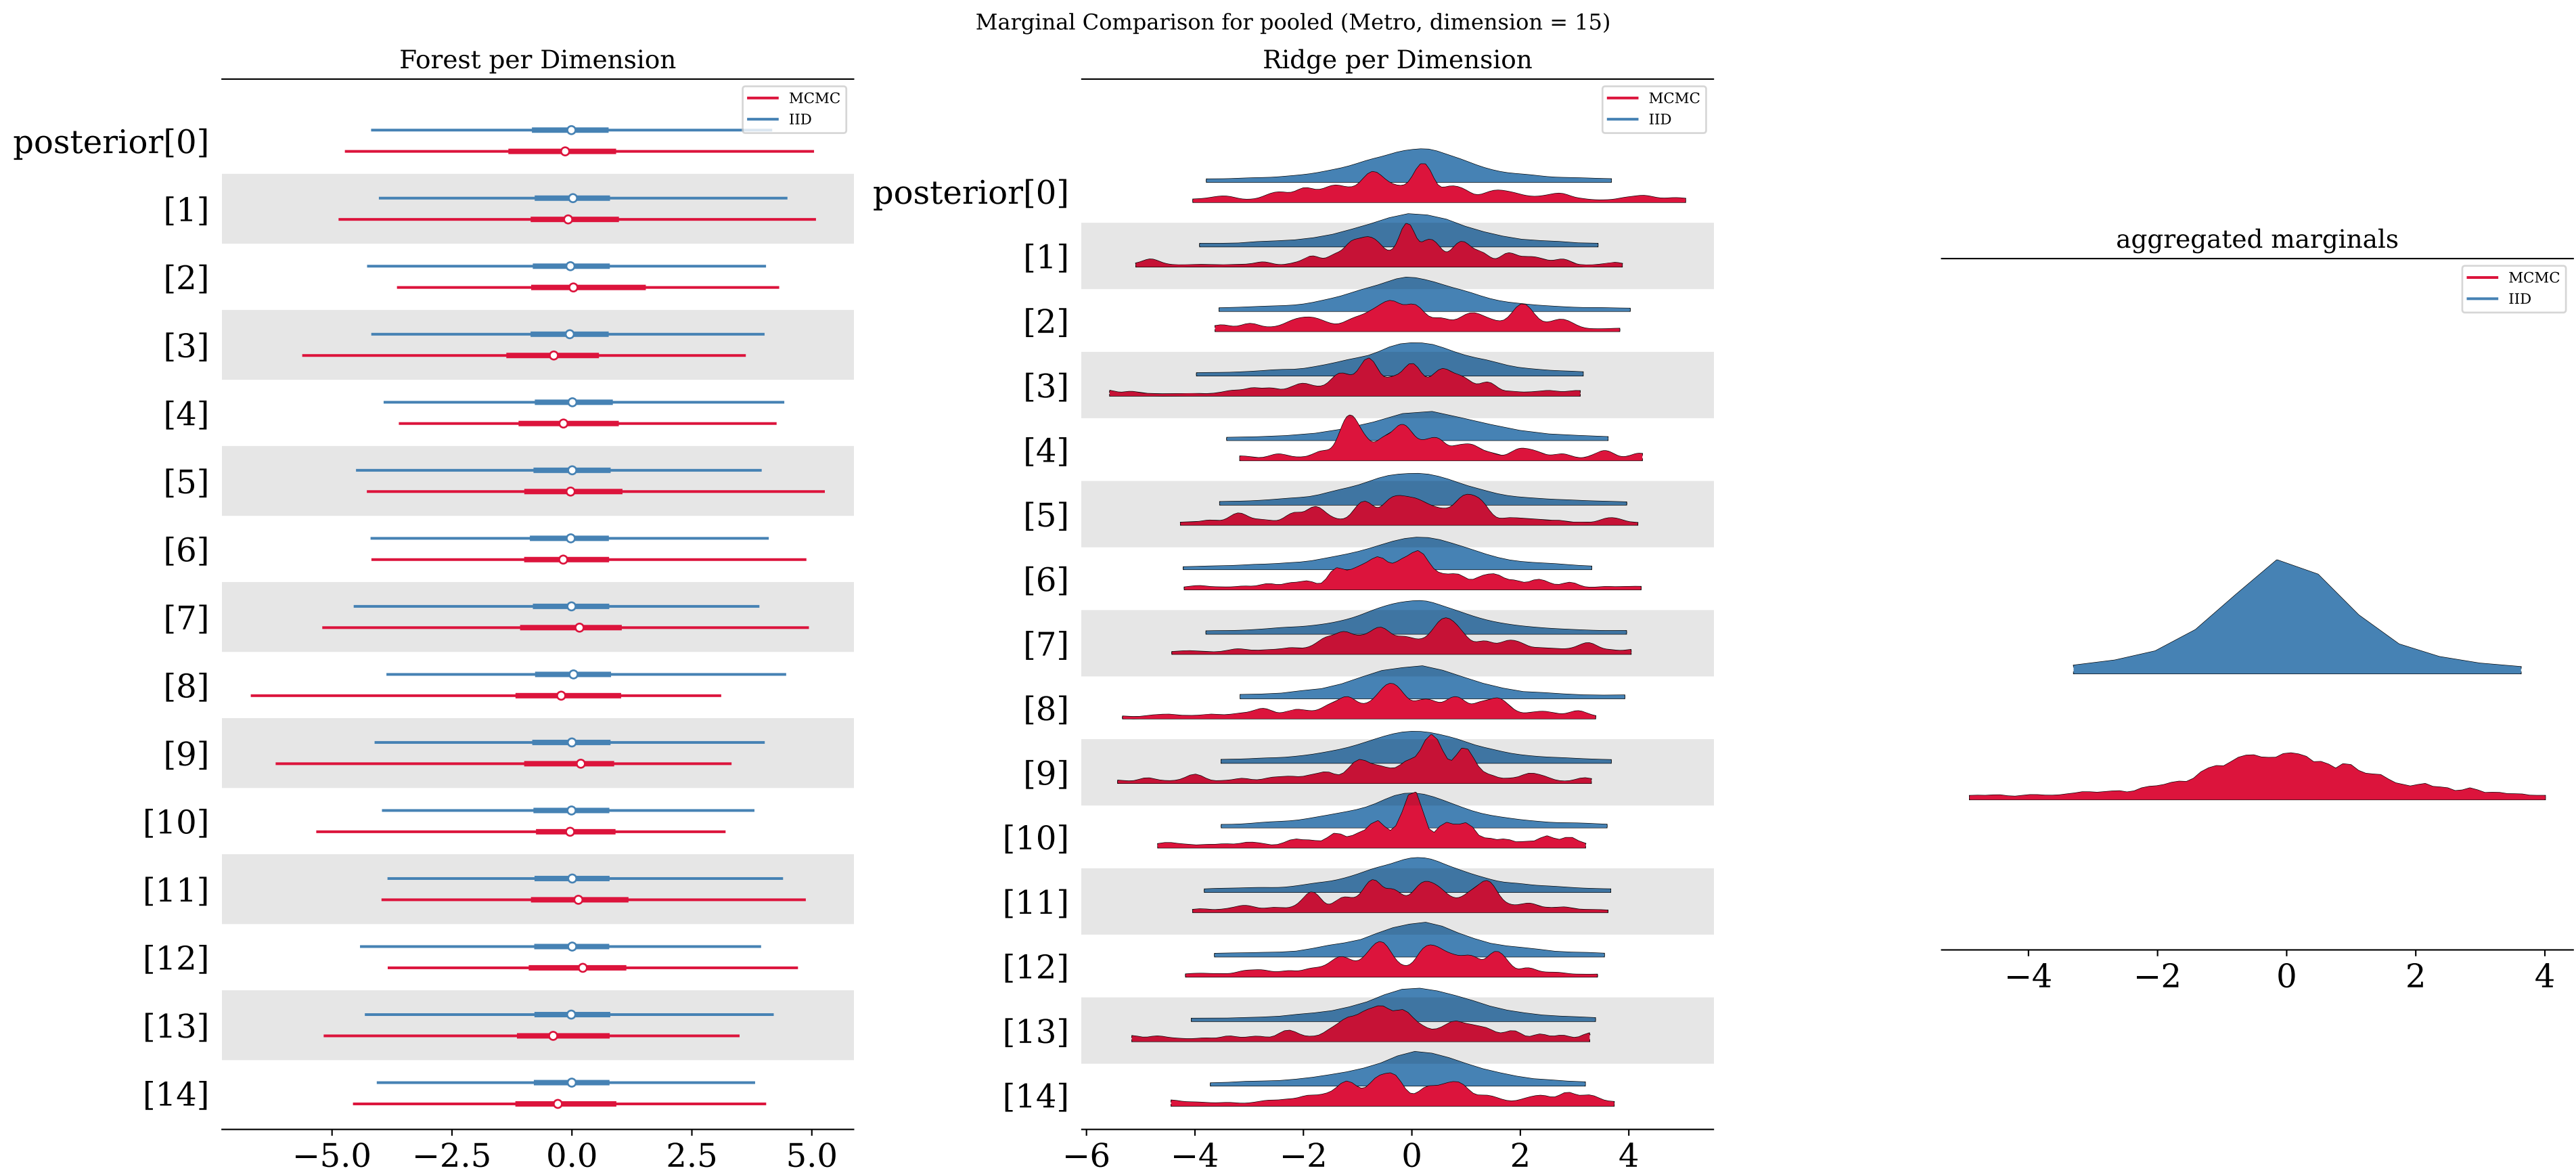 Marginal Comparison for pooled (Metro, dimension = 15)
Forest per Dimension
MCMC
IID
posterior[0]
[1]
[2]
[3]
[4]
[5]
[6]
[7]
[8]
[9]
[10]
[11]
[12]
[13]
[14]
−5.0 −2.5 0.0 2.5 5.0
Ridge per Dimension
MCMC
IID
posterior[0]
[1]
[2]
[3]
[4]
[5]
[6]
[7]
[8]
[9]
[10]
[11]
[12]
[13]
[14]
−6 −4 −2 0 2 4
aggregated marginals
MCMC
IID
−4 −2 0 2 4